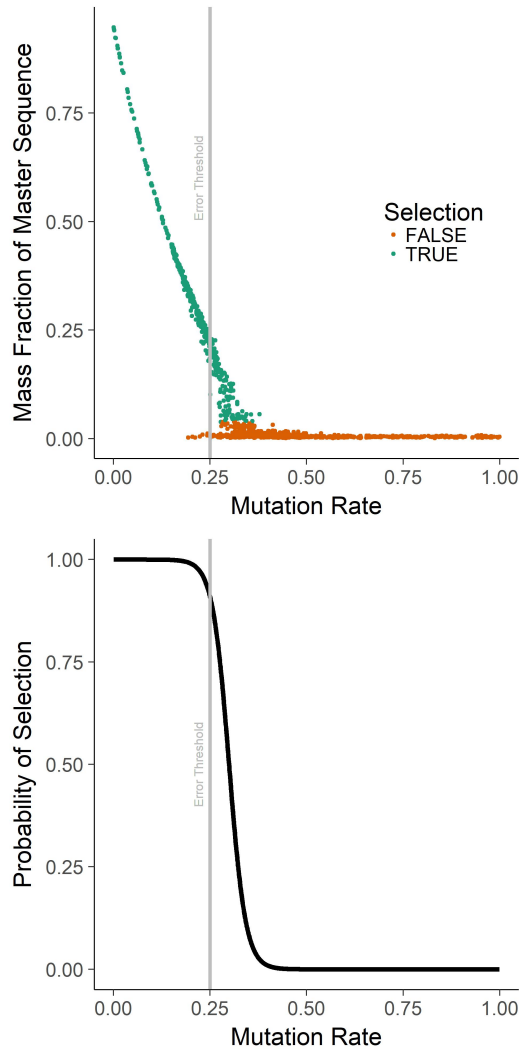 Mass Fraction of Master Sequence
0.75
0.50
0.25
0.00
Error Threshold
Selection
FALSE
TRUE
0.00 0.25 0.50 0.75 1.00
Mutation Rate
Probability of Selection
1.00
0.75
0.50
0.25
0.00
Error Threshold
0.00 0.25 0.50 0.75 1.00
Mutation Rate